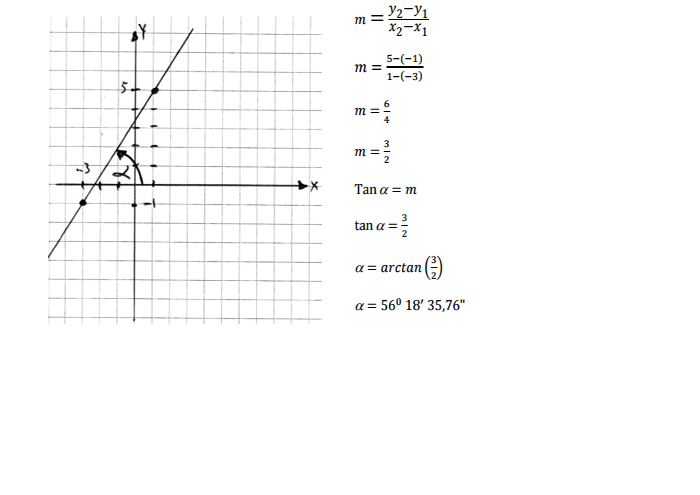 Y
5
-3
α
X
-1
m = y₂−y₁ / x₂−x₁
m = 5−(−1) / 1−(−3)
m = 6/4
m = 3/2
Tan α = m
tan α = 3/2
α = arctan (3/2)
α = 56⁰ 18′ 35,76"